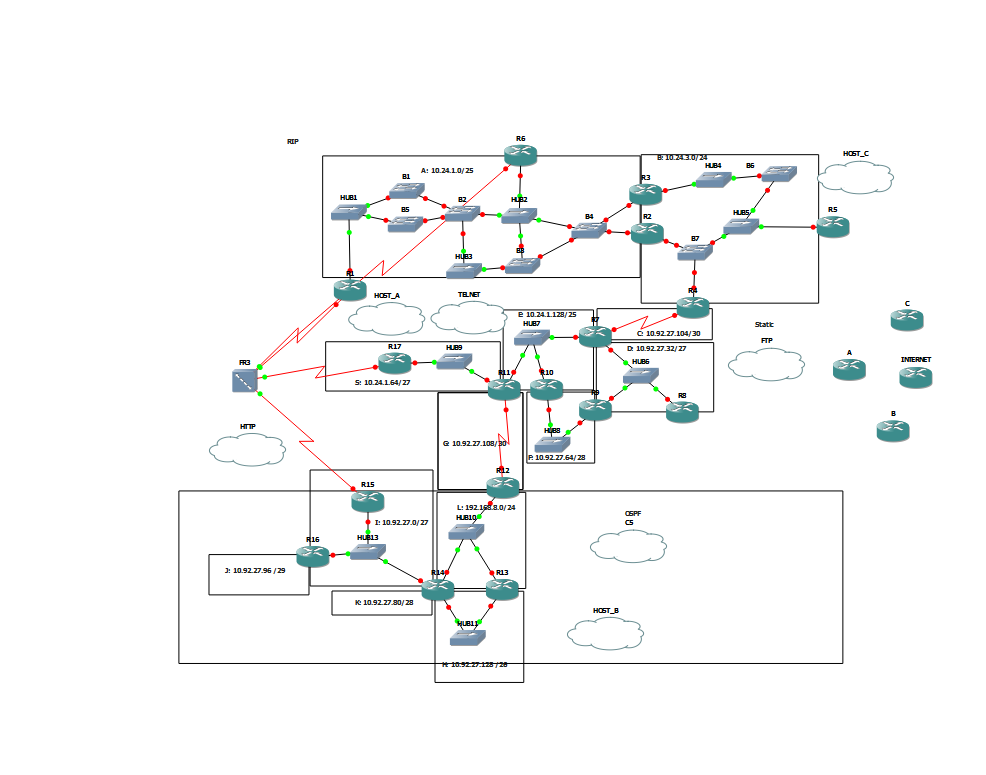 R6
RIP
B: 10.24.3.0/24
HOST_C
HUB4
B6
A: 10.24.1.0/25
B1
R3
HUB1
B2
HUB2
B5
B4
R2
HUB5
R5
B7
B3
HUB3
R1
HOST_A
TELNET
R4
C
E: 10.24.1.128/25
R7
HUB7
Static
C: 10.92.27.104/30
FTP
R17
HUB9
D: 10.92.27.32/27
A
INTERNET
FR3
HUB6
R11
R10
S: 10.24.1.64/27
R9
R8
B
HTTP
HUB8
G: 10.92.27.108/30
F: 10.92.27.64/28
R12
R15
L: 192.168.8.0/24
OSPF
CS
HUB10
I: 10.92.27.0/27
R16
HUB13
J: 10.92.27.96 /29
R14
R13
K: 10.92.27.80/28
HOST_B
HUB11
H: 10.92.27.128 /26